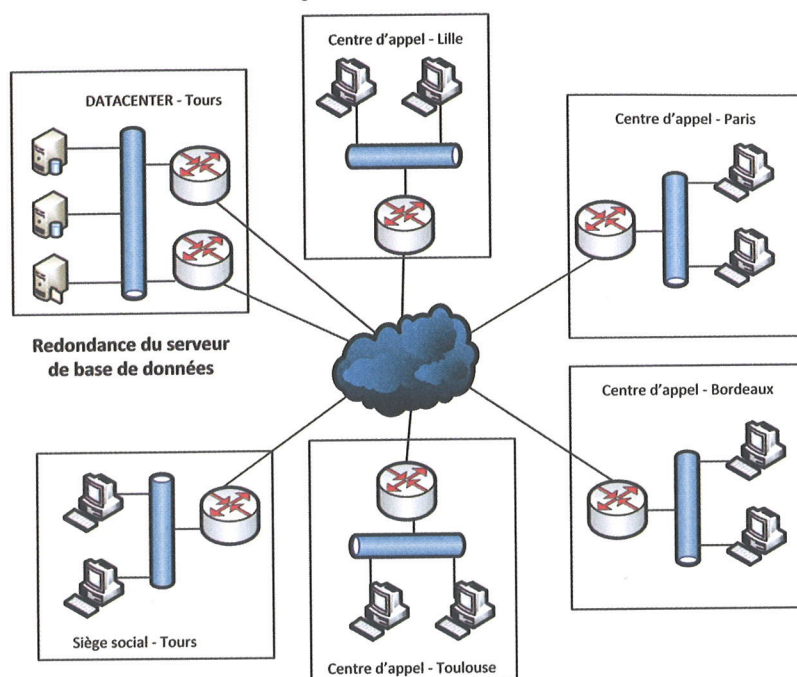 Centre d'appel - Lille
DATACENTER - Tours
Centre d'appel - Paris
Redondance du serveur
de base de données
Centre d'appel - Bordeaux
Siège social - Tours
Centre d'appel - Toulouse